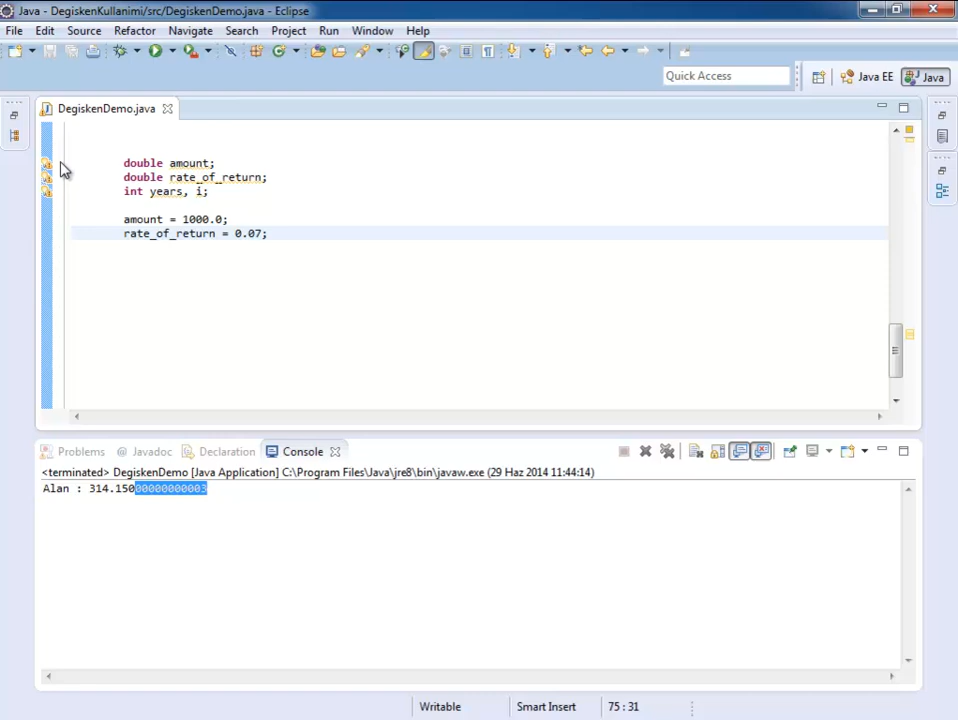 Java - DegiskenKullanimi/src/DegiskenDemo.java - Eclipse
File Edit Source Refactor Navigate Search Project Run Window Help
Quick Access
Java EE
Java
DegiskenDemo.java
double amount;
double rate_of_return;
int years, i;
amount = 1000.0;
rate_of_return = 0.07;
Problems @ Javadoc Declaration Console
<terminated> DegiskenDemo [Java Application] C:\Program Files\Java\jre8\bin\javaw.exe (29 Haz 2014 11:44:14)
Alan : 314.15000000000003
Writable Smart Insert 75 : 31